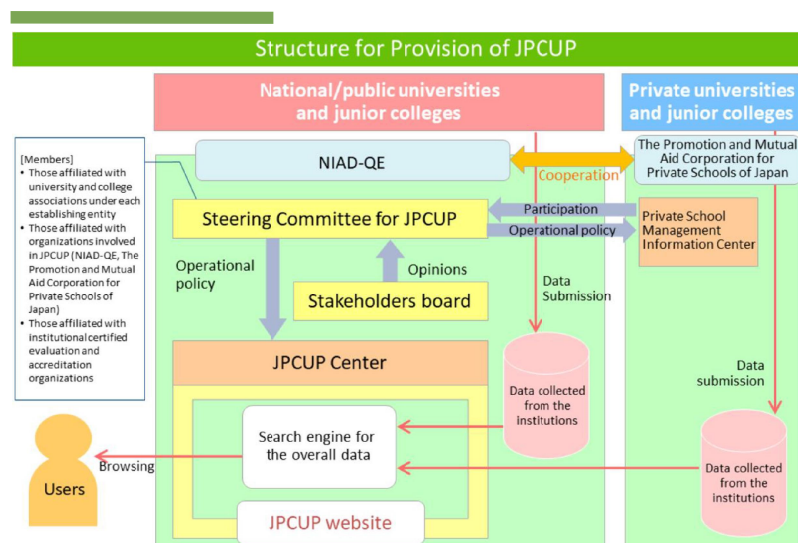 Structure for Provision of JPCUP
National/public universities
and junior colleges
Private universities
and junior colleges
[Members]
• Those affiliated with
university and college
associations under each
establishing entity
• Those affiliated with
organizations involved
in JPCUP (NIAD-QE, The
Promotion and Mutual
Aid Corporation for
Private Schools of
Japan)
• Those affiliated with
institutional certified
evaluation and
accreditation
organizations
NIAD-QE
Cooperation
The Promotion and Mutual
Aid Corporation for
Private Schools of Japan
Steering Committee for JPCUP
Participation
Operational policy
Private School
Management
Information Center
Operational
policy
Opinions
Stakeholders board
Data
Submission
JPCUP Center
Data collected
from the
institutions
Data
submission
Search engine for
the overall data
Browsing
Users
Data collected
from the
institutions
JPCUP website